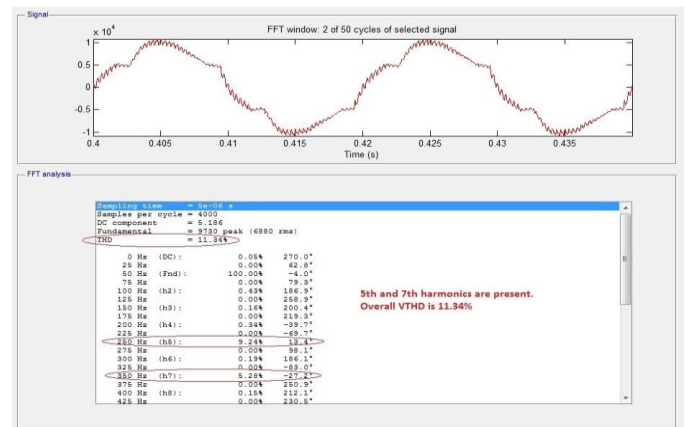 Signal
FFT window: 2 of 50 cycles of selected signal
x 10^4
1
0.5
0
-0.5
-1
0.4 0.405 0.41 0.415 0.42 0.425 0.43 0.435
Time (s)
FFT analysis
Sampling time = 5e-06 s
Samples per cycle = 4000
DC component = 5.186
Fundamental = 9730 peak (6880 rms)
THD = 11.34%
0 Hz (DC): 0.05% 270.0°
25 Hz 0.00% 62.8°
50 Hz (Fnd): 100.00% -4.0°
75 Hz 0.00% 79.3°
100 Hz (h2): 0.43% 186.9°
125 Hz 0.00% 258.9°
150 Hz (h3): 0.16% 200.4°
175 Hz 0.00% 219.3°
200 Hz (h4): 0.34% -39.7°
225 Hz 0.00% -69.7°
250 Hz (h5): 9.24% 13.4°
275 Hz 0.00% 98.1°
300 Hz (h6): 0.19% 186.1°
325 Hz 0.00% -83.0°
350 Hz (h7): 5.28% -27.2°
375 Hz 0.00% 250.9°
400 Hz (h8): 0.15% 212.1°
425 Hz 0.00% 230.5°
5th and 7th harmonics are present.
Overall VTHD is 11.34%